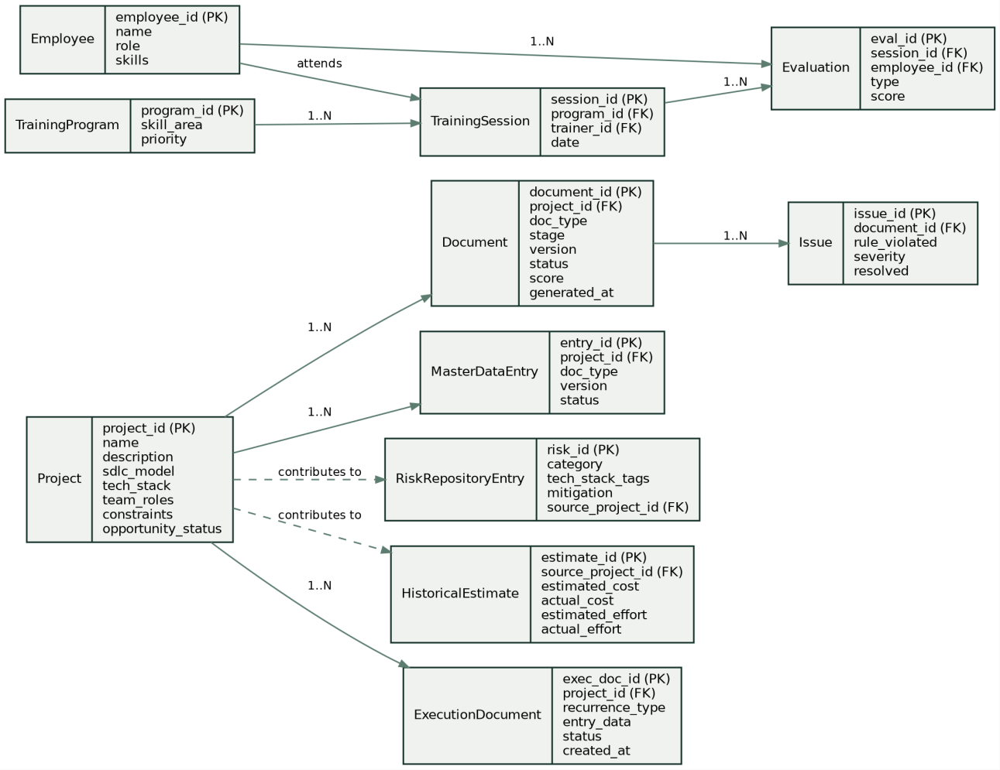 Employee
employee_id (PK)
name
role
skills
1..N
attends
Evaluation
eval_id (PK)
session_id (FK)
employee_id (FK)
type
score
TrainingProgram
program_id (PK)
skill_area
priority
1..N
TrainingSession
session_id (PK)
program_id (FK)
trainer_id (FK)
date
1..N
Document
document_id (PK)
project_id (FK)
doc_type
stage
version
status
score
generated_at
1..N
Issue
issue_id (PK)
document_id (FK)
rule_violated
severity
resolved
1..N
MasterDataEntry
entry_id (PK)
project_id (FK)
doc_type
version
status
1..N
Project
project_id (PK)
name
description
sdlc_model
tech_stack
team_roles
constraints
opportunity_status
contributes to
RiskRepositoryEntry
risk_id (PK)
category
tech_stack_tags
mitigation
source_project_id (FK)
contributes to
HistoricalEstimate
estimate_id (PK)
source_project_id (FK)
estimated_cost
actual_cost
estimated_effort
actual_effort
1..N
ExecutionDocument
exec_doc_id (PK)
project_id (FK)
recurrence_type
entry_data
status
created_at